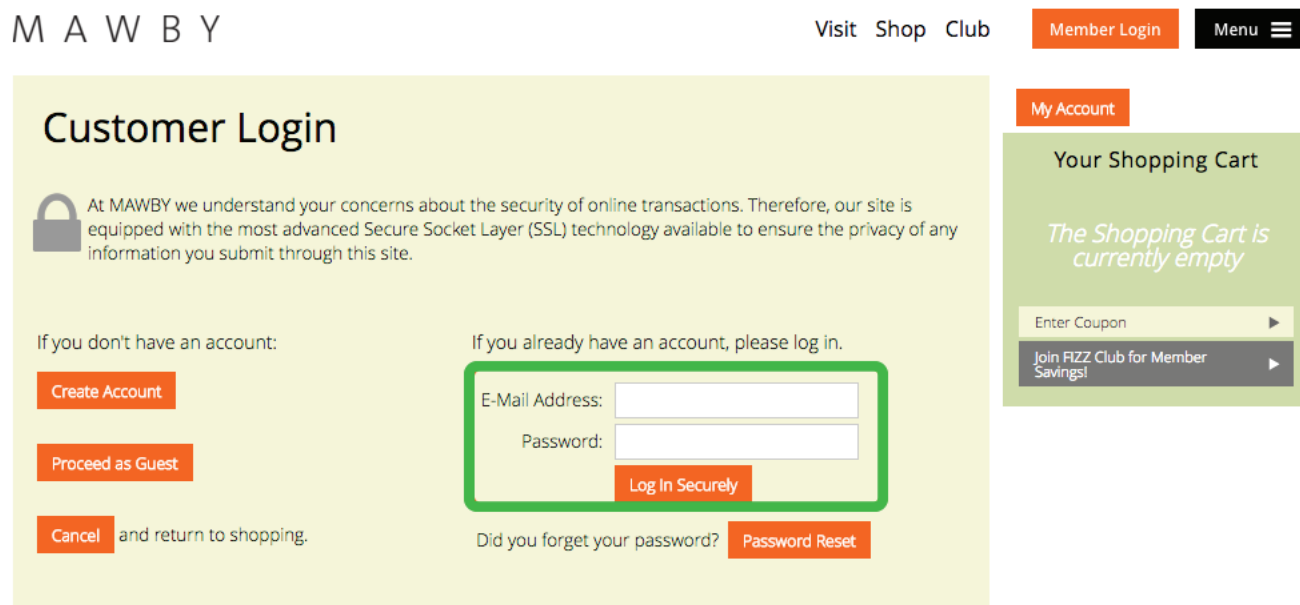 MAWBY
Visit Shop Club Member Login Menu
Customer Login
At MAWBY we understand your concerns about the security of online transactions. Therefore, our site is
equipped with the most advanced Secure Socket Layer (SSL) technology available to ensure the privacy of any
information you submit through this site.
If you don't have an account:
Create Account
Proceed as Guest
Cancel and return to shopping.
If you already have an account, please log in.
E-Mail Address:
Password:
Log In Securely
Did you forget your password? Password Reset
My Account
Your Shopping Cart
The Shopping Cart is
currently empty
Enter Coupon
Join FIZZ Club for Member
Savings!